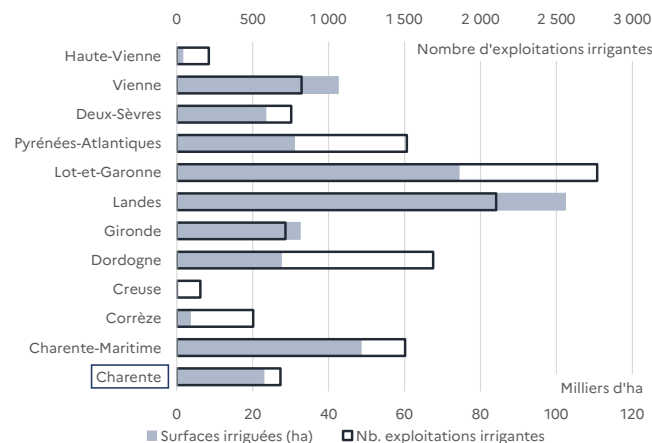 0 500 1 000 1 500 2 000 2 500 3 000
Nombre d'exploitations irrigantes
Haute-Vienne
Vienne
Deux-Sèvres
Pyrénées-Atlantiques
Lot-et-Garonne
Landes
Gironde
Dordogne
Creuse
Corrèze
Charente-Maritime
Charente
Milliers d'ha
0 20 40 60 80 100 120
Surfaces irriguées (ha) Nb. exploitations irrigantes